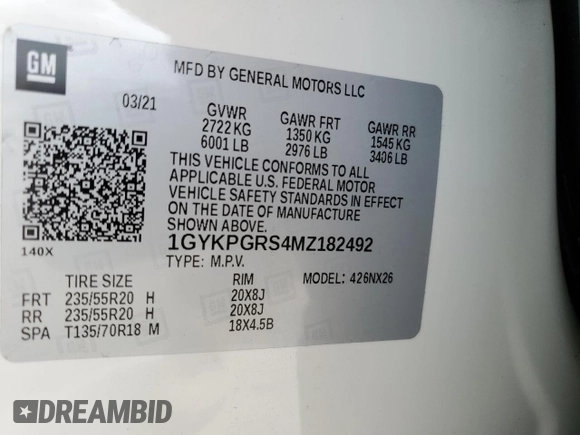 GM
MFD BY GENERAL MOTORS LLC
03/21
GVWR GAWR FRT GAWR RR
2722 KG 1350 KG 1545 KG
6001 LB 2976 LB 3406 LB
THIS VEHICLE CONFORMS TO ALL
APPLICABLE U.S. FEDERAL MOTOR
VEHICLE SAFETY STANDARDS IN
EFFECT ON THE DATE OF MANUFACTURE
SHOWN ABOVE.
140X
1GYKPGRS4MZ182492
TYPE: M.P.V.
TIRE SIZE RIM MODEL: 426NX26
FRT 235/55R20 H 20X8J
RR 235/55R20 H 20X8J
SPA T135/70R18 M 18X4.5B
DREAMBID